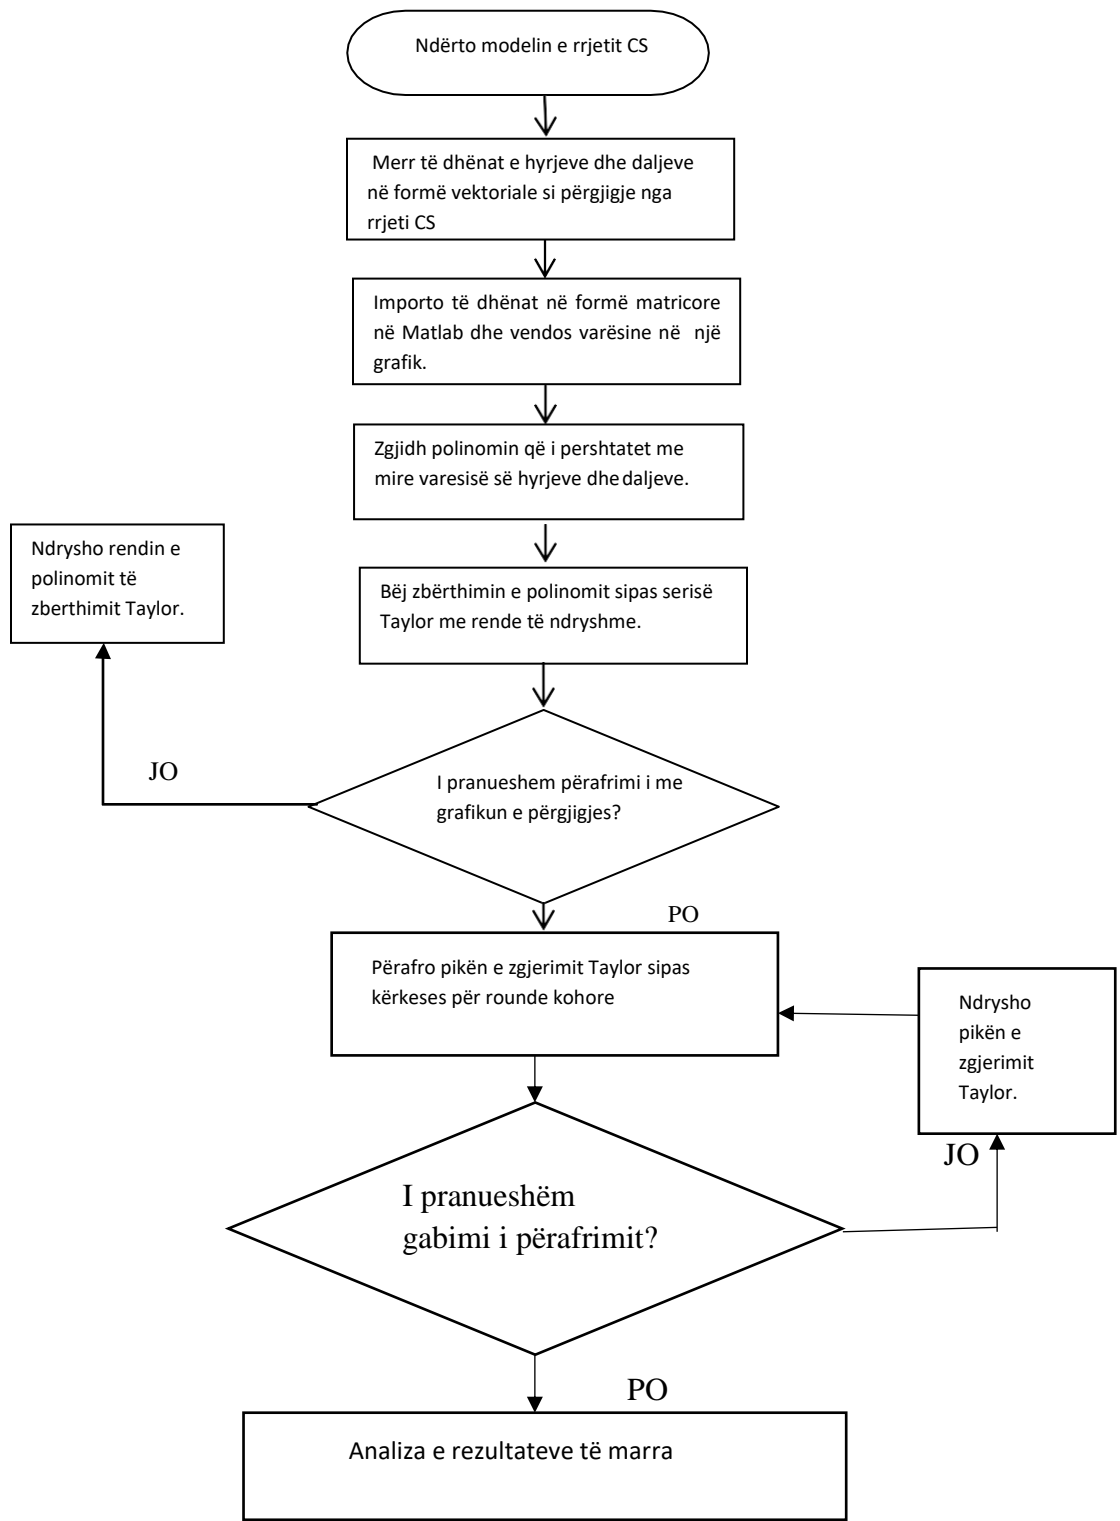 Ndërto modelin e rrjetit CS
Merr të dhënat e hyrjeve dhe daljeve
në formë vektoriale si përgjigje nga
rrjeti CS
Importo të dhënat në formë matricore
në Matlab dhe vendos varësine në një
grafik.
Zgjidh polinomin që i pershtatet me
mire varesisë së hyrjeve dhe daljeve.
Ndrysho rendin e
polinomit të
zberthimit Taylor.
Bëj zbërthimin e polinomit sipas serisë
Taylor me rende të ndryshme.
JO
I pranueshem përafrimi i me
grafikun e përgjigjes?
PO
Përafro pikën e zgjerimit Taylor sipas
kërkeses për rounde kohore
Ndrysho
pikën e
zgjerimit
Taylor.
JO
I pranueshëm
gabimi i përafrimit?
PO
Analiza e rezultateve të marra